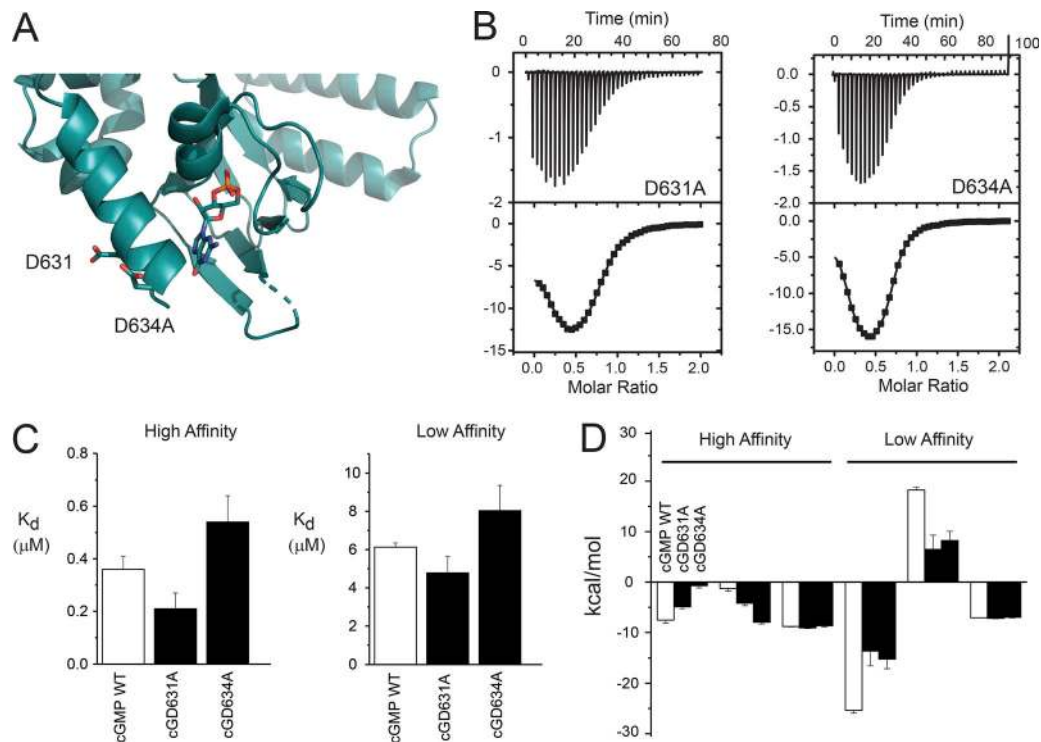 A
D631
D634A
B
Time (min)
0 20 40 60 80
0
-1
-2
D631A
0
-5
-10
-15
0.0 0.5 1.0 1.5 2.0
Molar Ratio
Time (min)
0 20 40 60 80 100
0.0
-0.5
-1.0
-1.5
-2.0
D634A
0.0
-5.0
-10.0
-15.0
0.0 0.5 1.0 1.5 2.0
Molar Ratio
C
High Affinity
0.8
0.6
0.4
0.2
0.0
Kd
(μM)
cGMP WT
cGD631A
cGD634A
Low Affinity
10
8
6
4
2
0
Kd
(μM)
cGMP WT
cGD631A
cGD634A
D
30
20
10
0
-10
-20
-30
kcal/mol
High Affinity
Low Affinity
cGMP WT
cGD631A
cGD634A